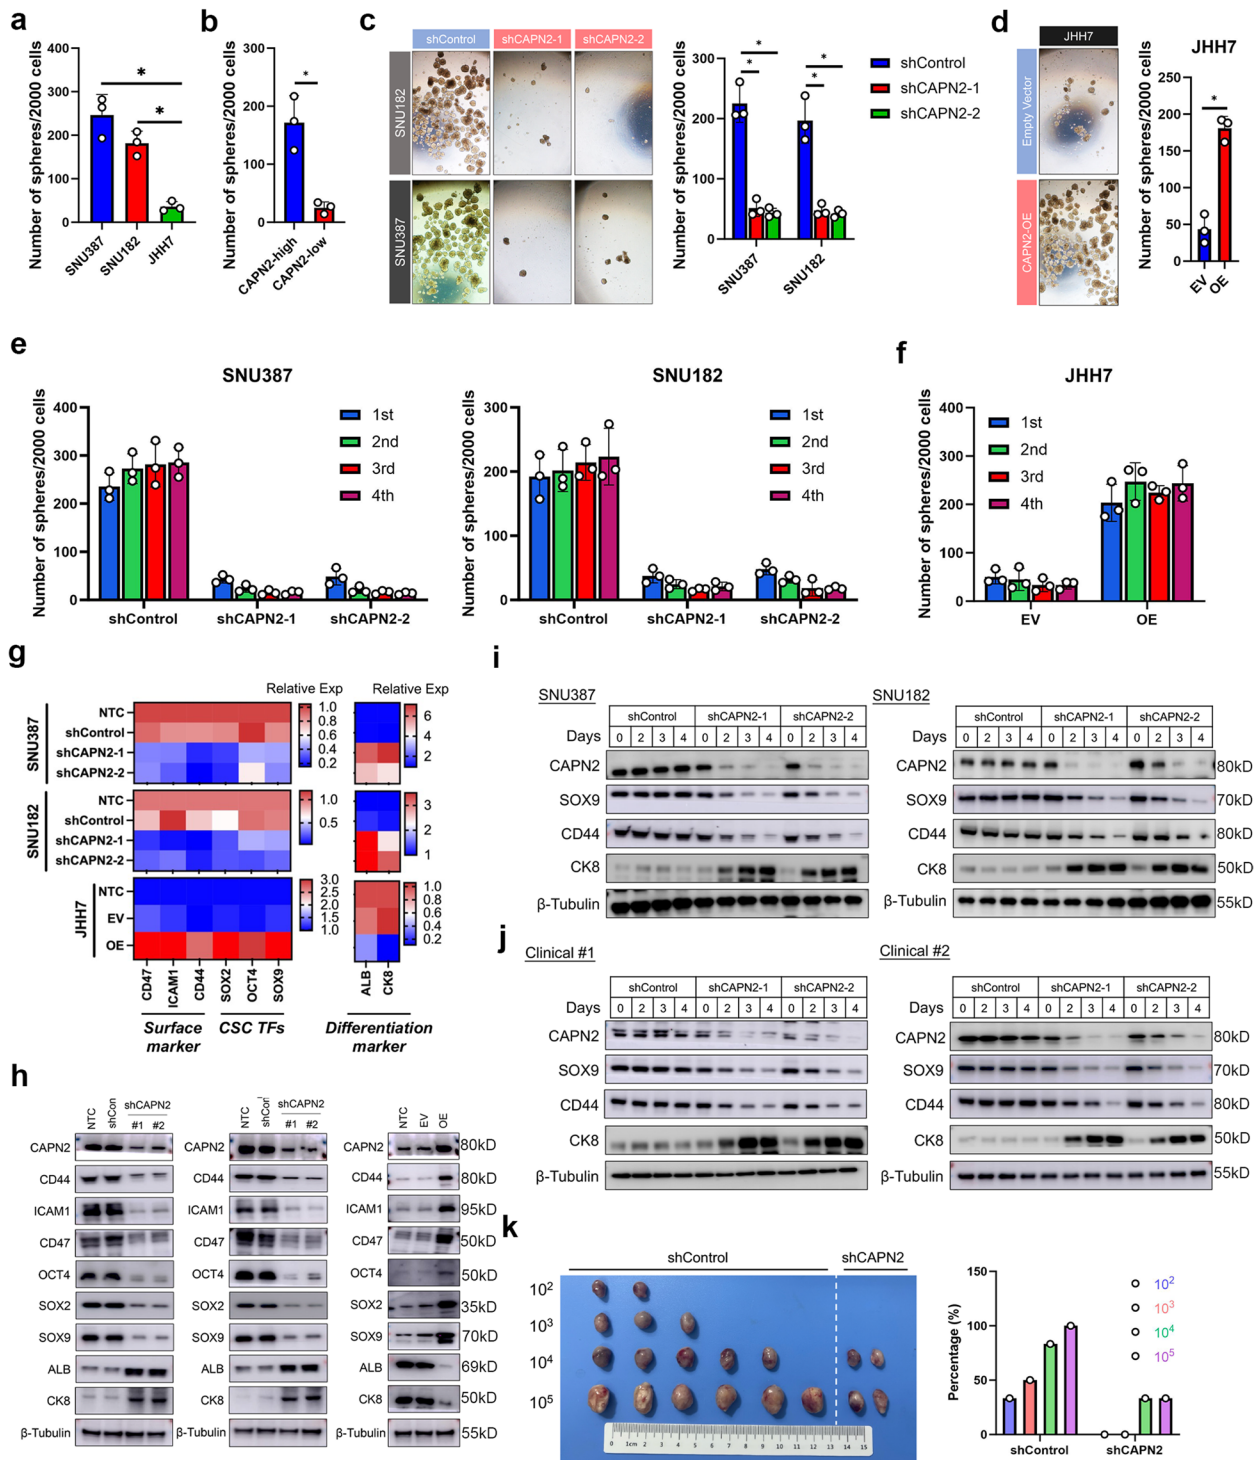 a
Number of spheres/2000 cells
400
300
200
100
0
*
*
SNU387
SNU182
JHH7
b
Number of spheres/2000 cells
300
200
100
0
*
CAPN2-high
CAPN2-low
c
shControl
shCAPN2-1
shCAPN2-2
SNU182
SNU387
Number of spheres/2000 cells
300
200
100
0
*
*
*
*
SNU387
SNU182
shControl
shCAPN2-1
shCAPN2-2
d
JHH7
Empty Vector
CAPN2-OE
JHH7
Number of spheres/2000 cells
250
200
150
100
50
0
*
EV
OE
e
SNU387
Number of spheres/2000 cells
400
300
200
100
0
1st
2nd
3rd
4th
shControl
shCAPN2-1
shCAPN2-2
SNU182
Number of spheres/2000 cells
300
200
100
0
1st
2nd
3rd
4th
shControl
shCAPN2-1
shCAPN2-2
f
JHH7
Number of spheres/2000 cells
400
300
200
100
0
1st
2nd
3rd
4th
EV
OE
g
Relative Exp
Relative Exp
SNU387
NTC
shControl
shCAPN2-1
shCAPN2-2
1.0
0.8
0.6
0.4
0.2
6
4
2
SNU182
NTC
shControl
shCAPN2-1
shCAPN2-2
1.0
0.5
3
2
1
JHH7
NTC
EV
OE
3.0
2.5
2.0
1.5
1.0
1.0
0.8
0.6
0.4
0.2
CD47
ICAM1
CD44
SOX2
OCT4
SOX9
ALB
CK8
Surface marker
CSC TFs
Differentiation marker
h
NTC
shCon
shCAPN2
#1
#2
CAPN2
CD44
ICAM1
CD47
OCT4
SOX2
SOX9
ALB
CK8
β-Tubulin
NTC
shCon
shCAPN2
#1
#2
CAPN2
CD44
ICAM1
CD47
OCT4
SOX2
SOX9
ALB
CK8
β-Tubulin
NTC
EV
OE
CAPN2 80kD
CD44 80kD
ICAM1 95kD
CD47 50kD
OCT4 50kD
SOX2 35kD
SOX9 70kD
ALB 69kD
CK8 50kD
β-Tubulin 55kD
i
SNU387
shControl shCAPN2-1 shCAPN2-2
Days 0 2 3 4 0 2 3 4 0 2 3 4
CAPN2
SOX9
CD44
CK8
β-Tubulin
SNU182
shControl shCAPN2-1 shCAPN2-2
Days 0 2 3 4 0 2 3 4 0 2 3 4
CAPN2 80kD
SOX9 70kD
CD44 80kD
CK8 50kD
β-Tubulin 55kD
j
Clinical #1
shControl shCAPN2-1 shCAPN2-2
Days 0 2 3 4 0 2 3 4 0 2 3 4
CAPN2
SOX9
CD44
CK8
β-Tubulin
Clinical #2
shControl shCAPN2-1 shCAPN2-2
Days 0 2 3 4 0 2 3 4 0 2 3 4
CAPN2 80kD
SOX9 70kD
CD44 80kD
CK8 50kD
β-Tubulin 55kD
k
shControl
shCAPN2
10²
10³
10⁴
10⁵
0 1cm 2 3 4 5 6 7 8 9 10 11 12 13 14 15
Percentage (%)
150
100
50
0
10²
10³
10⁴
10⁵
shControl
shCAPN2